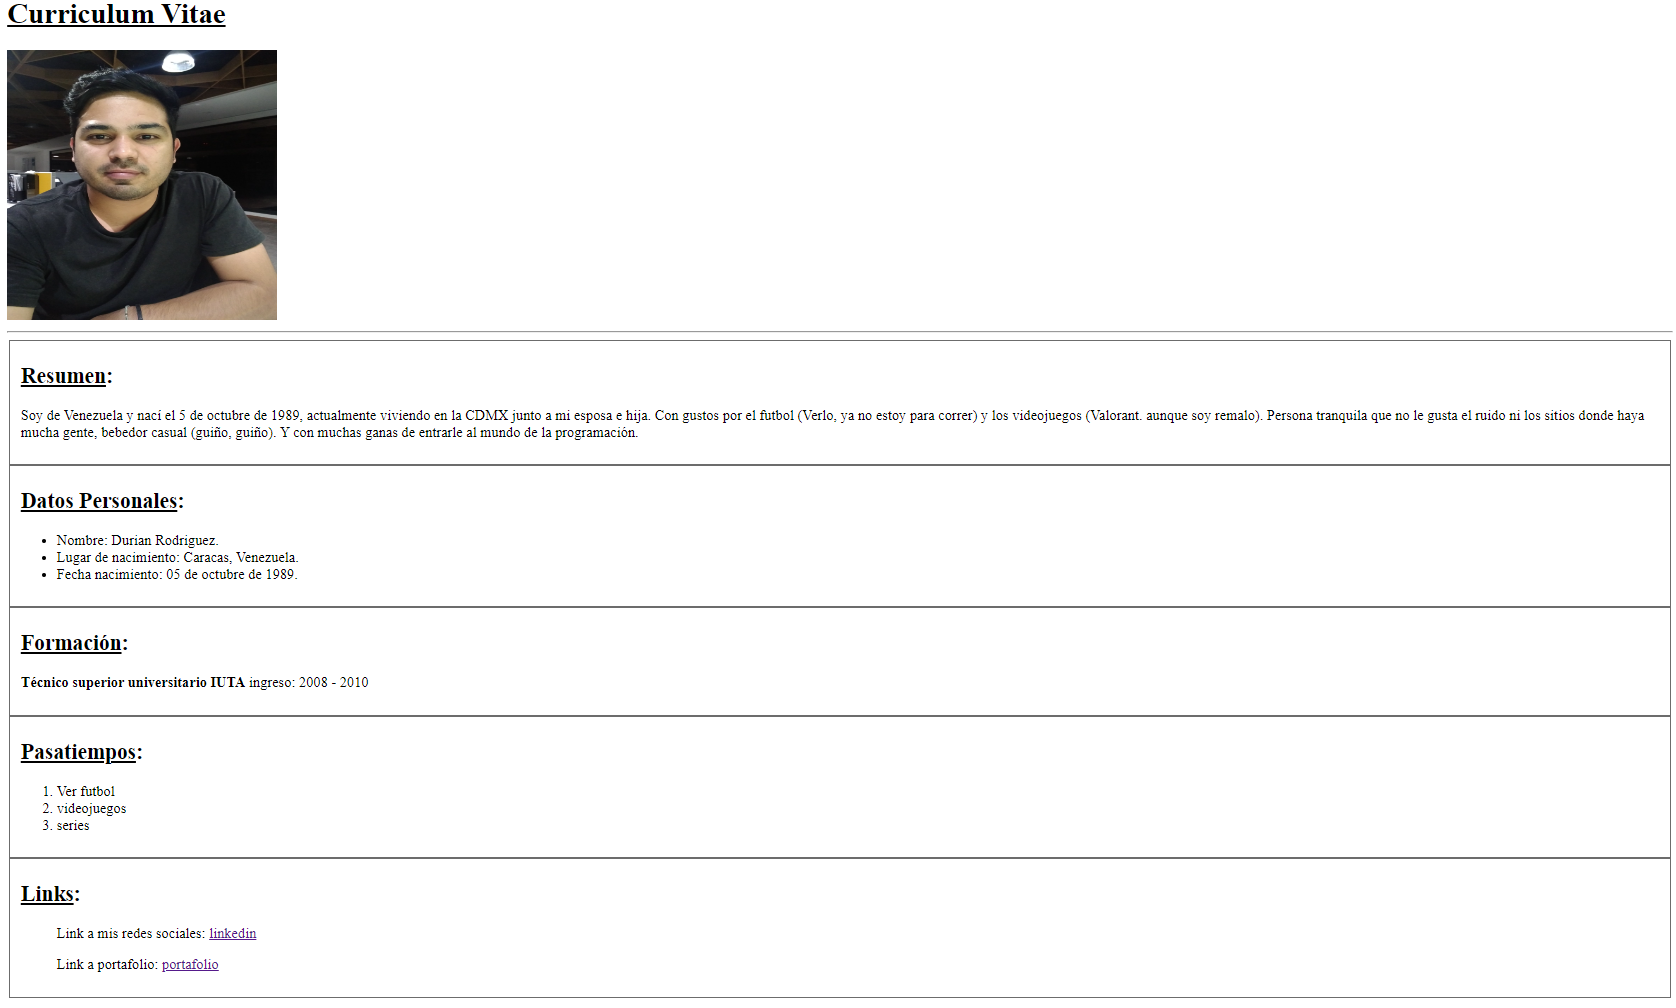 Curriculum Vitae
Resumen:
Soy de Venezuela y nací el 5 de octubre de 1989, actualmente viviendo en la CDMX junto a mi esposa e hija. Con gustos por el futbol (Verlo, ya no estoy para correr) y los videojuegos (Valorant. aunque soy remalo). Persona tranquila que no le gusta el ruido ni los sitios donde haya
mucha gente, bebedor casual (guiño, guiño). Y con muchas ganas de entrarle al mundo de la programación.
Datos Personales:
• Nombre: Durian Rodriguez.
• Lugar de nacimiento: Caracas, Venezuela.
• Fecha nacimiento: 05 de octubre de 1989.
Formación:
Técnico superior universitario IUTA ingreso: 2008 - 2010
Pasatiempos:
1. Ver futbol
2. videojuegos
3. series
Links:
Link a mis redes sociales: linkedin
Link a portafolio: portafolio